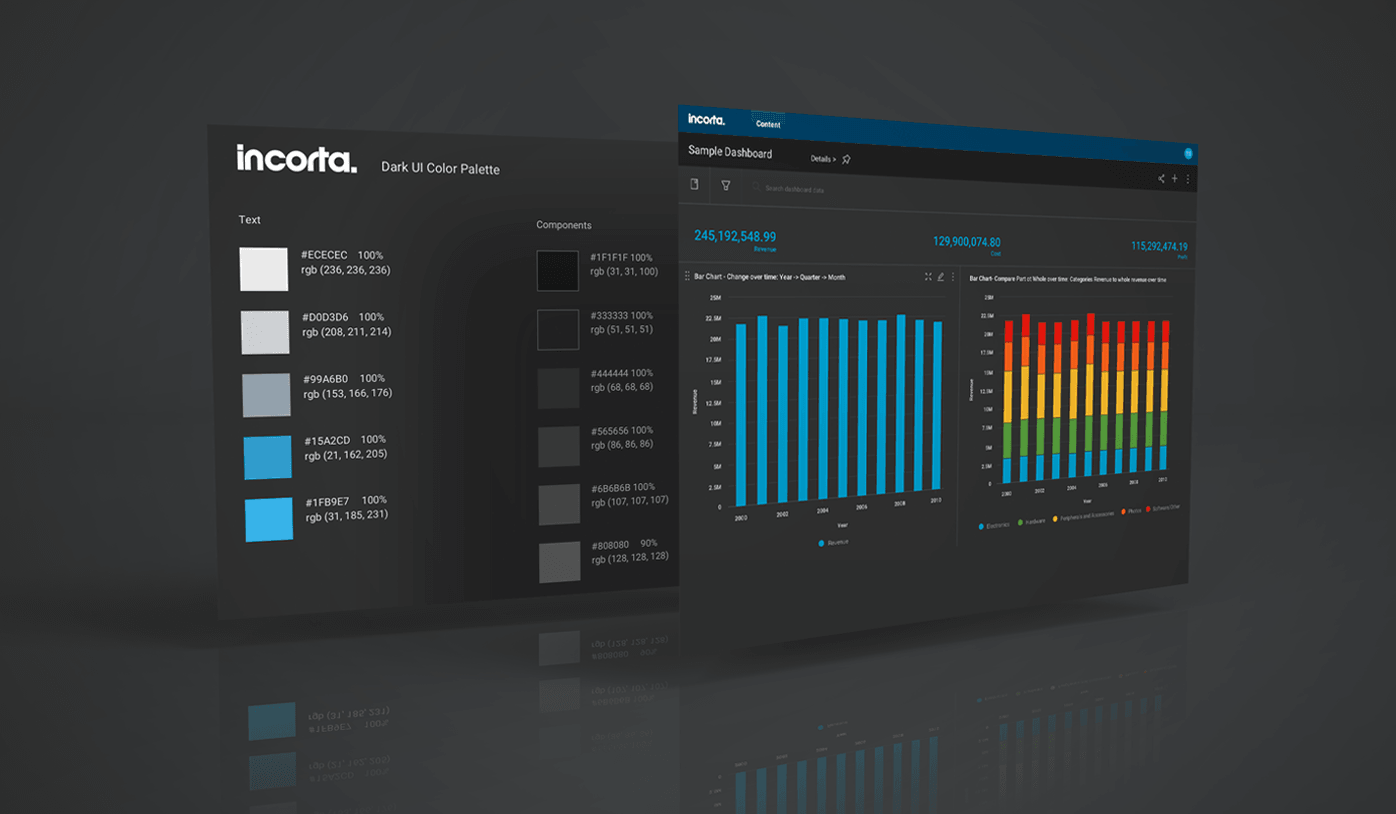 incorta.
Dark UI Color Palette
Text
#ECECEC 100%
rgb (236, 236, 236)
#D0D3D6 100%
rgb (208, 211, 214)
#99A6B0 100%
rgb (153, 166, 176)
#15A2CD 100%
rgb (21, 162, 205)
#1FB9E7 100%
rgb (31, 185, 231)
Components
#1F1F1F 100%
rgb (31, 31, 100)
#333333 100%
rgb (51, 51, 51)
#444444 100%
rgb (68, 68, 68)
#565656 100%
rgb (86, 86, 86)
#6B6B6B 100%
rgb (107, 107, 107)
#808080 90%
rgb (128, 128, 128)
incorta.
Content
Sample Dashboard
Details >
Search dashboard data
245,192,548.99
Revenue
129,900,074.80
Cost
115,292,474.19
Profit
Bar Chart - Change over time: Year -> Quarter -> Month
25M
22.5M
20M
17.5M
15M
12.5M
10M
7.5M
5M
2.5M
0
Revenue
2000
2002
2004
2006
2008
2010
Year
Revenue
Bar Chart- Compare Part ot Whole over time: Categories Revenue to whole revenue over time
25M
22.5M
20M
17.5M
15M
12.5M
10M
7.5M
5M
2.5M
0
Revenue
2000
2002
2004
2006
2008
2010
Year
Electronics
Hardware
Peripherals and Accessories
Photo
Software/Other